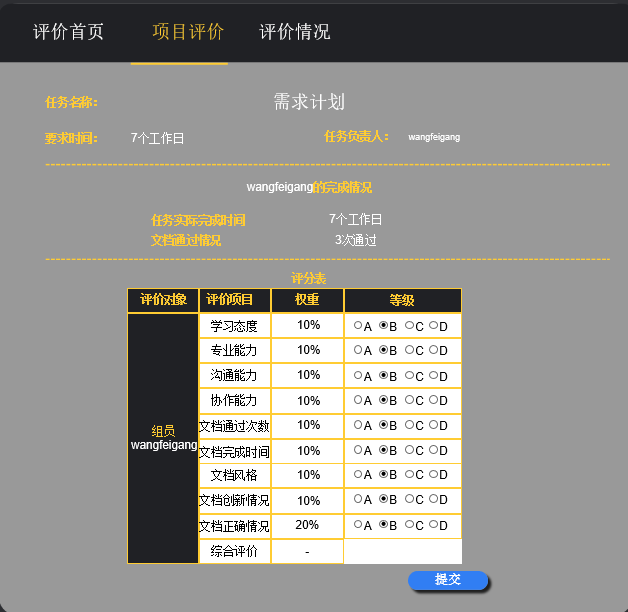 评价首页 项目评价 评价情况
任务名称： 需求计划
要求时间： 7个工作日 任务负责人： wangfeigang
wangfeigang的完成情况
任务实际完成时间 7个工作日
文档通过情况 3次通过
评分表
评价对象 评价项目 权重 等级
学习态度 10% A B C D
专业能力 10% A B C D
沟通能力 10% A B C D
协作能力 10% A B C D
文档通过次数 10% A B C D
组员
wangfeigang
文档完成时间 10% A B C D
文档风格 10% A B C D
文档创新情况 10% A B C D
文档正确情况 20% A B C D
综合评价 -
提交